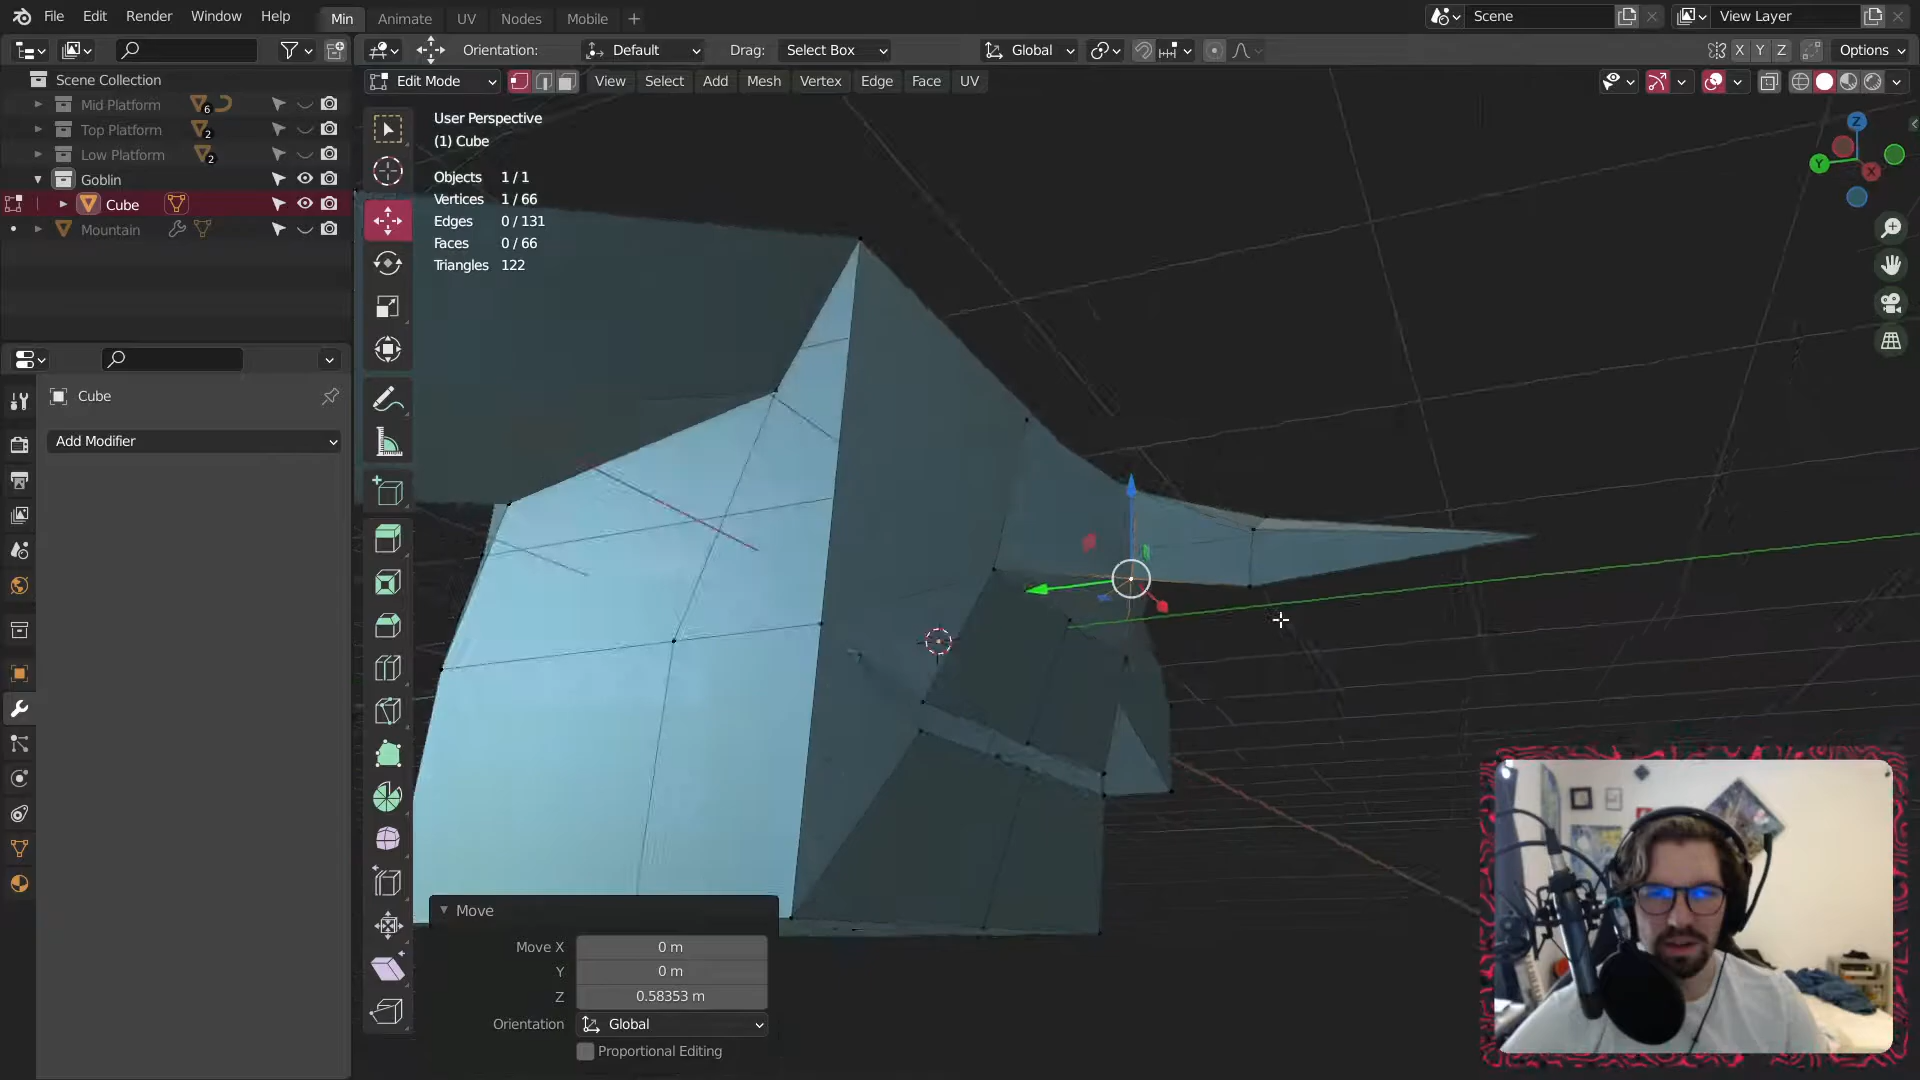 File Edit Render Window Help Min Animate UV Nodes Mobile Scene View Layer
Orientation: Default Drag: Select Box Global X Y Z Options
Scene Collection
Edit Mode View Select Add Mesh Vertex Edge Face UV
Mid Platform 6
Top Platform 2
Low Platform 2
Goblin
Cube
Mountain
User Perspective
(1) Cube
Objects 1 / 1
Vertices 1 / 66
Edges 0 / 131
Faces 0 / 66
Triangles 122
Z
Y
X
Cube
Add Modifier
Move
Move X 0 m
Y 0 m
Z 0.58353 m
Orientation Global
Proportional Editing